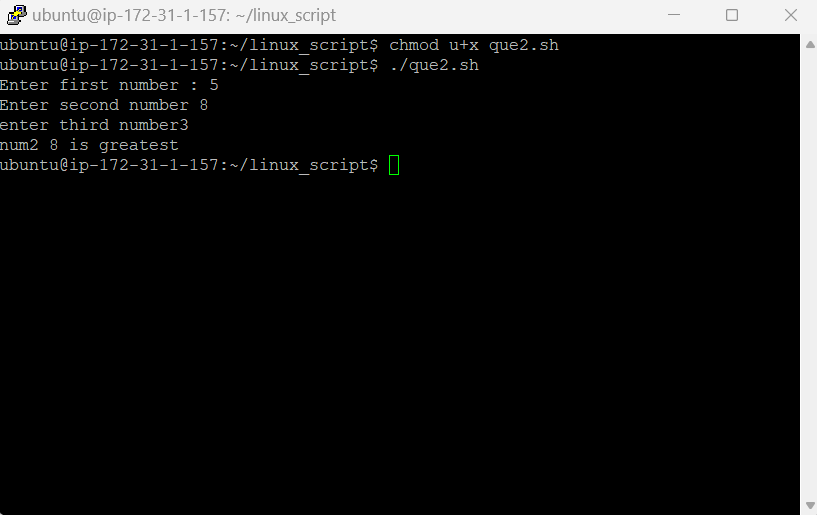 ubuntu@ip-172-31-1-157: ~/linux_script
ubuntu@ip-172-31-1-157:~/linux_script$ chmod u+x que2.sh
ubuntu@ip-172-31-1-157:~/linux_script$ ./que2.sh
Enter first number : 5
Enter second number 8
enter third number3
num2 8 is greatest
ubuntu@ip-172-31-1-157:~/linux_script$